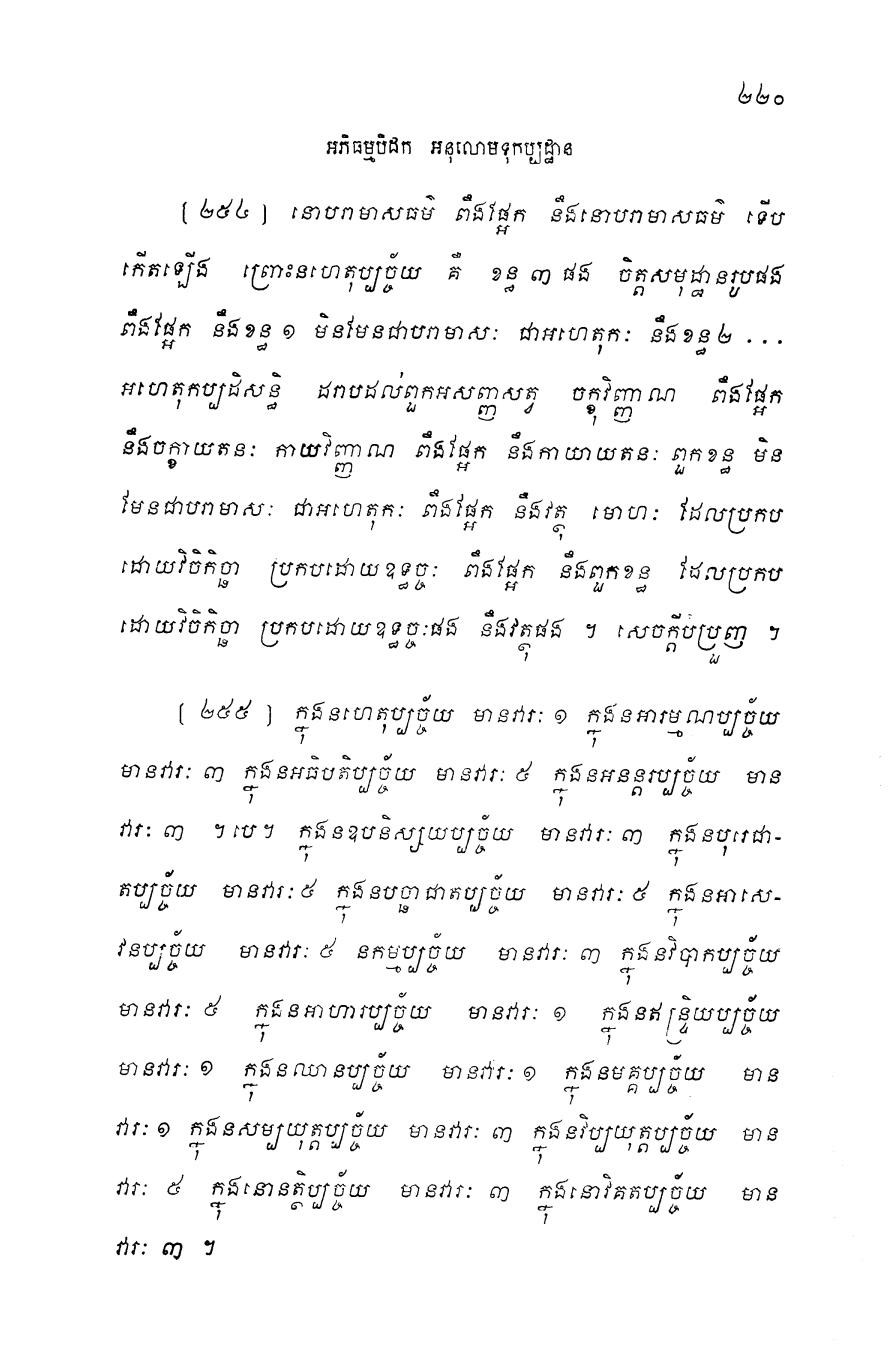 ២២០
អភិធម្មបិដក អនុលោមទុកប្បដ្ឋាន
[ ២៥៤ ] នោបរាមាសធម៌ ពឹងផ្អែក នឹងនោបរាមាសធម៌ ទើប
កើតឡើង ព្រោះនហេតុប្បច្ច័យ គឺ ខន្ធ ៣ ផង ចិត្តសមុដ្ឋានរូបផង
ពឹងផ្អែក នឹងខន្ធ ១ មិនមែនជាបរាមាសៈ ជាអហេតុកៈ នឹងខន្ធ ២ ...
អហេតុកប្បដិសន្ធិ ដរាបដល់ពួកអសញ្ញសត្វ ចក្ខុវិញ្ញាណ ពឹងផ្អែក
នឹងចក្ខាយតនៈ កាយវិញ្ញាណ ពឹងផ្អែក នឹងកាយាយតនៈ ពួកខន្ធ មិន
មែនជាបរាមាសៈ ជាអហេតុកៈ ពឹងផ្អែក នឹងវត្ថុ មោហៈ ដែលប្រកប
ដោយវិចិកិច្ឆា ប្រកបដោយឧទ្ធច្ចៈ ពឹងផ្អែក នឹងពួកខន្ធ ដែលប្រកប
ដោយវិចិកិច្ឆា ប្រកបដោយឧទ្ធច្ចៈផង នឹងវត្ថុផង ។ សេចក្តីបំប្រួញ ។
[ ២៥៥ ] ក្នុងនហេតុប្បច្ច័យ មានវារៈ ១ ក្នុងនអារម្មណប្បច្ច័យ
មានវារៈ ៣ ក្នុងនអធិបតិប្បច្ច័យ មានវារៈ ៥ ក្នុងនអនន្តរប្បច្ច័យ មាន
វារៈ ៣ ។ បេ។ ក្នុងនឧបនិស្សយប្បច្ច័យ មានវារៈ ៣ ក្នុងនបុរេជា-
តប្បច្ច័យ មានវារៈ ៥ ក្នុងនបច្ឆាជាតប្បច្ច័យ មានវារៈ ៥ ក្នុងនអាសេ-
វនប្បច្ច័យ មានវារៈ ៥ នកម្មប្បច្ច័យ មានវារៈ ៣ ក្នុងនវិបាកប្បច្ច័យ
មានវារៈ ៥ ក្នុងនអាហារប្បច្ច័យ មានវារៈ ១ ក្នុងនឥន្ទ្រិយប្បច្ច័យ
មានវារៈ ១ ក្នុងនឈានប្បច្ច័យ មានវារៈ ១ ក្នុងនមគ្គប្បច្ច័យ មាន
វារៈ ១ ក្នុងនសម្បយុត្តប្បច្ច័យ មានវារៈ ៣ ក្នុងនវិប្បយុត្តប្បច្ច័យ មាន
វារៈ ៥ ក្នុងនោនត្ថិប្បច្ច័យ មានវារៈ ៣ ក្នុងនោវិគតប្បច្ច័យ មាន
វារៈ ៣ ។